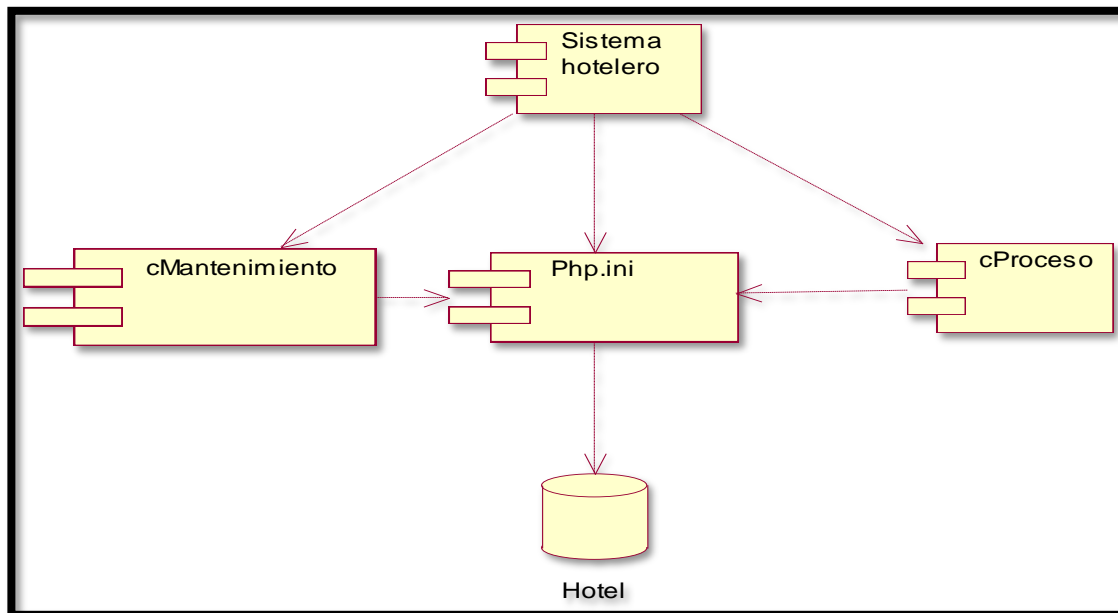 Sistema
hotelero
cMantenimiento
Php.ini
cProceso
Hotel